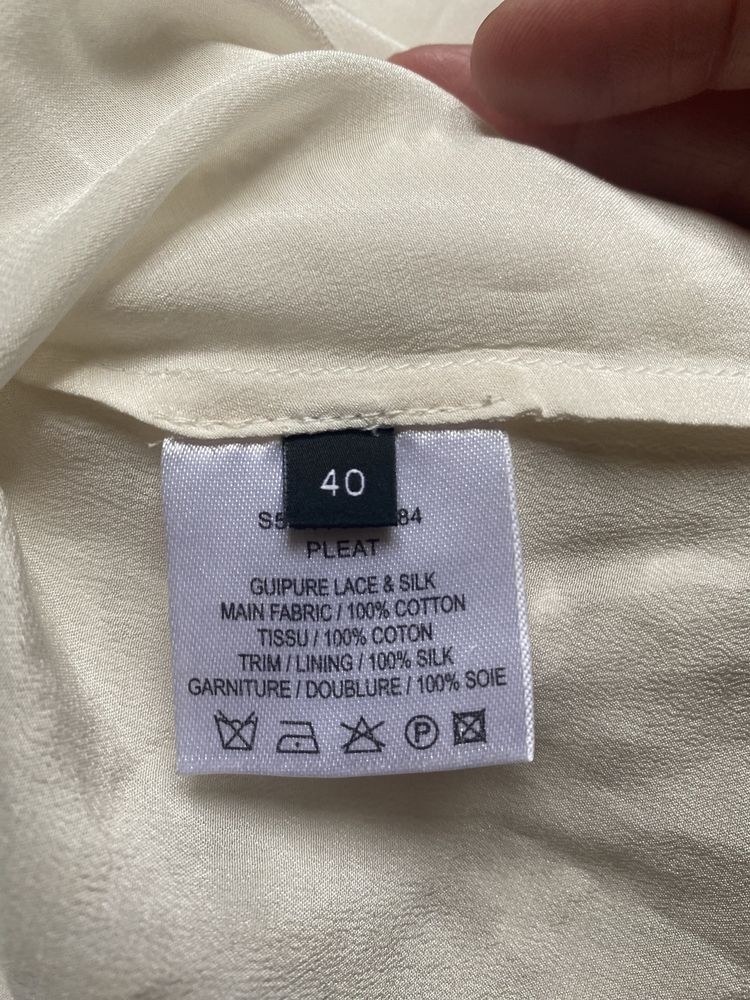 40
84
PLEAT
GUIPURE LACE & SILK
MAIN FABRIC / 100% COTTON
TISSU / 100% COTON
TRIM / LINING / 100% SILK
GARNITURE / DOUBLURE / 100% SOIE
P